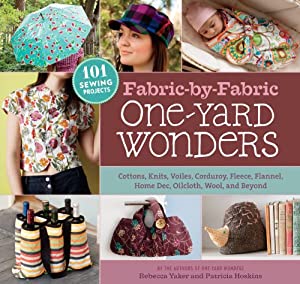 101
SEWING
PROJECTS
Fabric-by-Fabric
ONE-YARD
WONDERS
Cottons, Knits, Voiles, Corduroy, Fleece, Flannel,
Home Dec, Oilcloth, Wool, and Beyond
BY THE AUTHORS OF ONE-YARD WONDERS
Rebecca Yaker and Patricia Hoskins